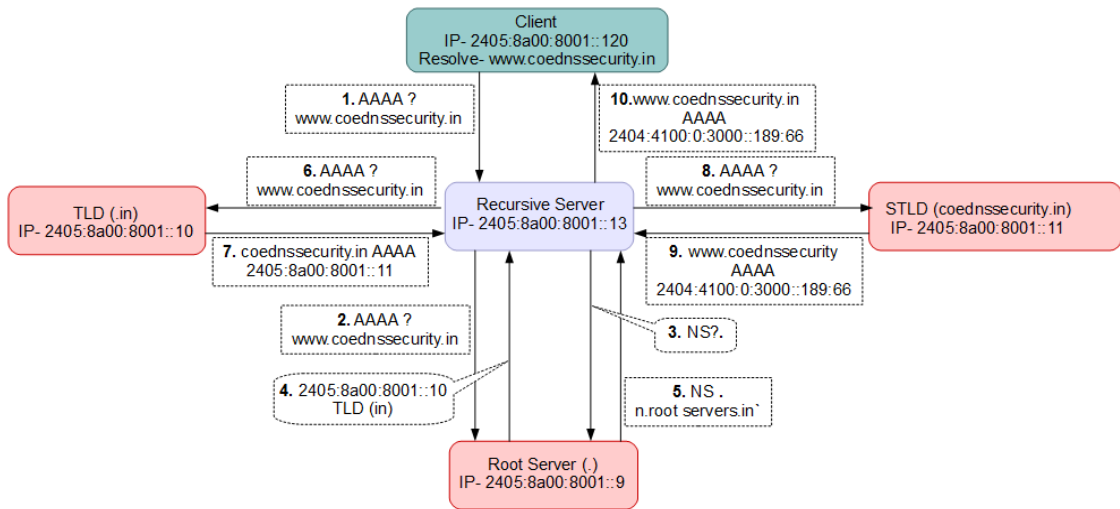 Client
IP- 2405:8a00:8001::120
Resolve- www.coednssecurity.in
1. AAAA ?
www.coednssecurity.in
10.www.coednssecurity.in
AAAA
2404:4100:0:3000::189:66
6. AAAA ?
www.coednssecurity.in
8. AAAA ?
www.coednssecurity.in
TLD (.in)
IP- 2405:8a00:8001::10
Recursive Server
IP- 2405:8a00:8001::13
STLD (coednssecurity.in)
IP- 2405:8a00:8001::11
7. coednssecurity.in AAAA
2405:8a00:8001::11
9. www.coednssecurity
AAAA
2404:4100:0:3000::189:66
2. AAAA ?
www.coednssecurity.in
3. NS?.
4. 2405:8a00:8001::10
TLD (in)
5. NS .
n.root servers.in`
Root Server (.)
IP- 2405:8a00:8001::9